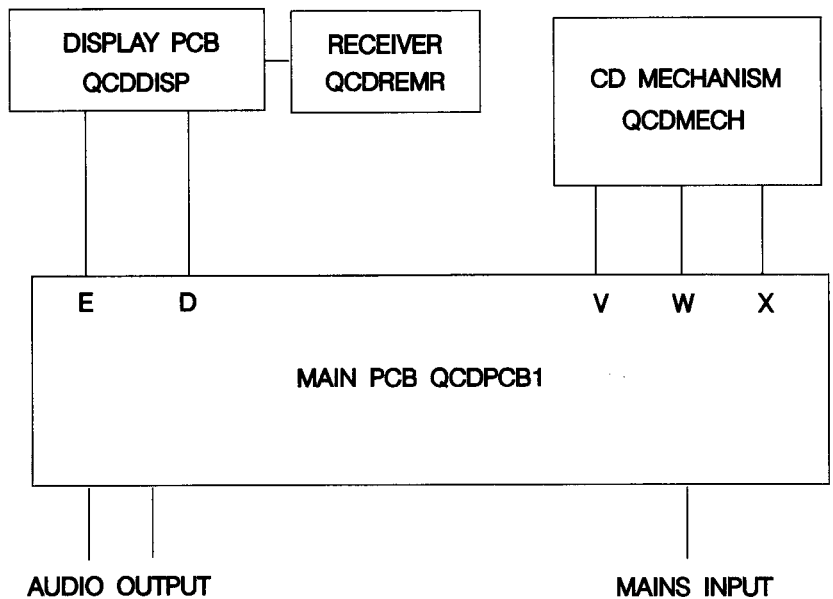 DISPLAY PCB
QCDDISP
RECEIVER
QCDREMR
CD MECHANISM
QCDMECH
E D V W X
MAIN PCB QCDPCB1
AUDIO OUTPUT
MAINS INPUT